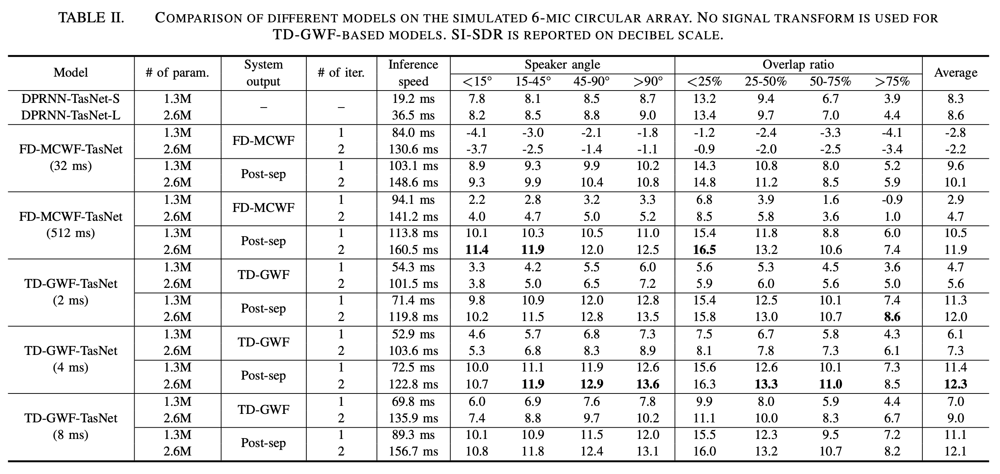 TABLE II. COMPARISON OF DIFFERENT MODELS ON THE SIMULATED 6-MIC CIRCULAR ARRAY. NO SIGNAL TRANSFORM IS USED FOR
TD-GWF-BASED MODELS. SI-SDR IS REPORTED ON DECIBEL SCALE.
Model # of param. System output # of iter. Inference speed Speaker angle Overlap ratio Average
<15° 15-45° 45-90° >90° <25% 25-50% 50-75% >75%
DPRNN-TasNet-S 1.3M – – 19.2 ms 7.8 8.1 8.5 8.7 13.2 9.4 6.7 3.9 8.3
DPRNN-TasNet-L 2.6M 36.5 ms 8.2 8.5 8.8 9.0 13.4 9.7 7.0 4.4 8.6
FD-MCWF-TasNet
(32 ms)
1.3M FD-MCWF 1 84.0 ms -4.1 -3.0 -2.1 -1.8 -1.2 -2.4 -3.3 -4.1 -2.8
2.6M 2 130.6 ms -3.7 -2.5 -1.4 -1.1 -0.9 -2.0 -2.5 -3.4 -2.2
1.3M Post-sep 1 103.1 ms 8.9 9.3 9.9 10.2 14.3 10.8 8.0 5.2 9.6
2.6M 2 148.6 ms 9.3 9.9 10.4 10.8 14.8 11.2 8.5 5.9 10.1
FD-MCWF-TasNet
(512 ms)
1.3M FD-MCWF 1 94.1 ms 2.2 2.8 3.2 3.3 6.8 3.9 1.6 -0.9 2.9
2.6M 2 141.2 ms 4.0 4.7 5.0 5.2 8.5 5.8 3.6 1.0 4.7
1.3M Post-sep 1 113.8 ms 10.1 10.3 10.5 11.0 15.4 11.8 8.8 6.0 10.5
2.6M 2 160.5 ms 11.4 11.9 12.0 12.5 16.5 13.2 10.6 7.4 11.9
TD-GWF-TasNet
(2 ms)
1.3M TD-GWF 1 54.3 ms 3.3 4.2 5.5 6.0 5.6 5.3 4.5 3.6 4.7
2.6M 2 101.5 ms 3.8 5.0 6.5 7.2 5.9 6.0 5.6 5.0 5.6
1.3M Post-sep 1 71.4 ms 9.8 10.9 12.0 12.8 15.4 12.5 10.1 7.4 11.3
2.6M 2 119.8 ms 10.2 11.5 12.8 13.5 15.8 13.0 10.7 8.6 12.0
TD-GWF-TasNet
(4 ms)
1.3M TD-GWF 1 52.9 ms 4.6 5.7 6.8 7.3 7.5 6.7 5.8 4.3 6.1
2.6M 2 103.6 ms 5.3 6.8 8.3 8.9 8.1 7.8 7.3 6.1 7.3
1.3M Post-sep 1 72.5 ms 10.0 11.1 11.9 12.6 15.6 12.6 10.1 7.3 11.4
2.6M 2 122.8 ms 10.7 11.9 12.9 13.6 16.3 13.3 11.0 8.5 12.3
TD-GWF-TasNet
(8 ms)
1.3M TD-GWF 1 69.8 ms 6.0 6.9 7.6 7.8 9.9 8.0 5.9 4.4 7.0
2.6M 2 135.9 ms 7.4 8.8 9.7 10.2 11.1 10.0 8.3 6.7 9.0
1.3M Post-sep 1 89.3 ms 10.1 10.9 11.5 12.0 15.5 12.3 9.5 7.2 11.1
2.6M 2 156.7 ms 10.8 11.8 12.4 13.1 16.0 13.2 10.7 8.2 12.1